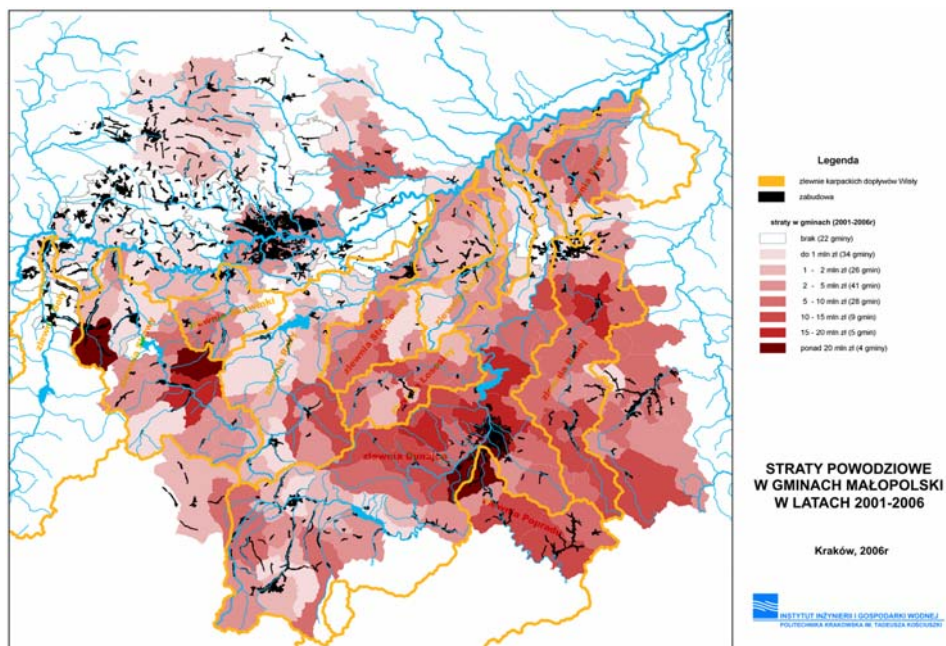 Legenda
zlewnie karpackich dopływów Wisły
zabudowa
straty w gminach (2001-2006r)
brak (22 gminy)
do 1 mln zł (34 gminy)
1 - 2 mln zł (26 gmin)
2 - 5 mln zł (41 gmin)
5 - 10 mln zł (28 gmin)
10 - 15 mln zł (9 gmin)
15 - 20 mln zł (5 gmin)
ponad 20 mln zł (4 gminy)
zlewnia Dunajca
Popradu
STRATY POWODZIOWE
W GMINACH MAŁOPOLSKI
W LATACH 2001-2006
Kraków, 2006r
INSTYTUT INŻYNIERII I GOSPODARKI WODNEJ
POLITECHNIKA KRAKOWSKA IM. TADEUSZA KOŚCIUSZKI